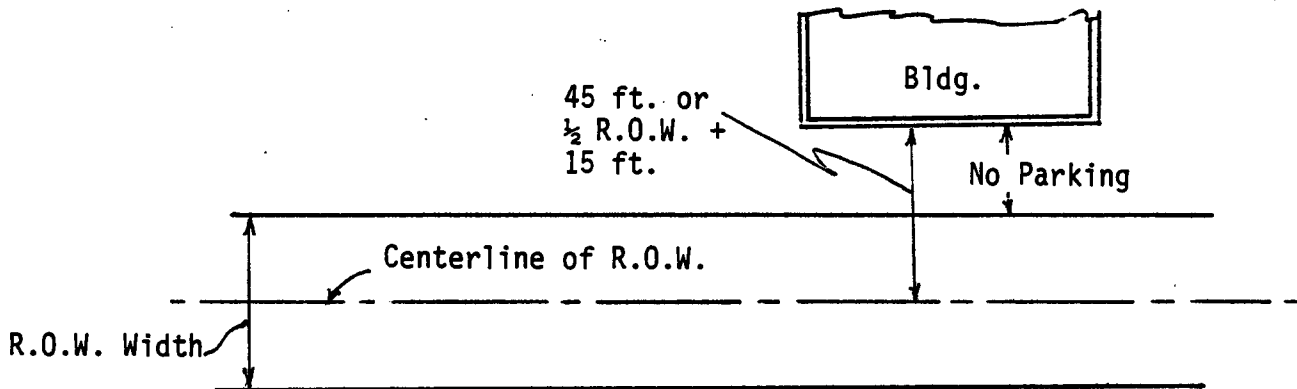 Bldg.
45 ft. or
½ R.O.W. +
15 ft.
No Parking
Centerline of R.O.W.
R.O.W. Width